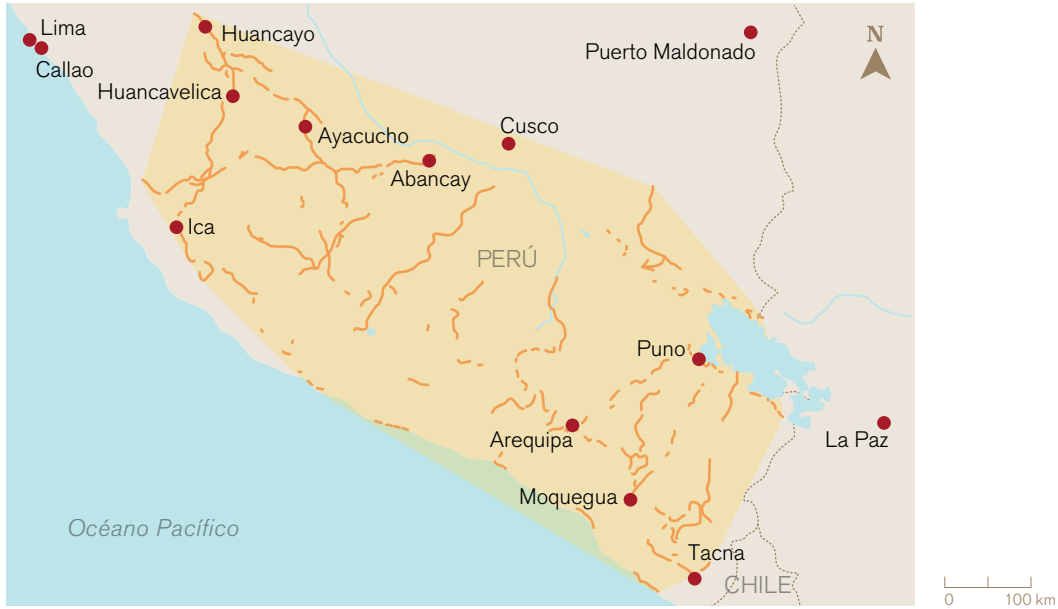 Lima
Callao
Huancayo
Puerto Maldonado
N
Huancavelica
Ayacucho
Cusco
Abancay
Ica
PERÚ
Puno
Arequipa
La Paz
Moquegua
Océano Pacífico
Tacna
CHILE
0 100 km